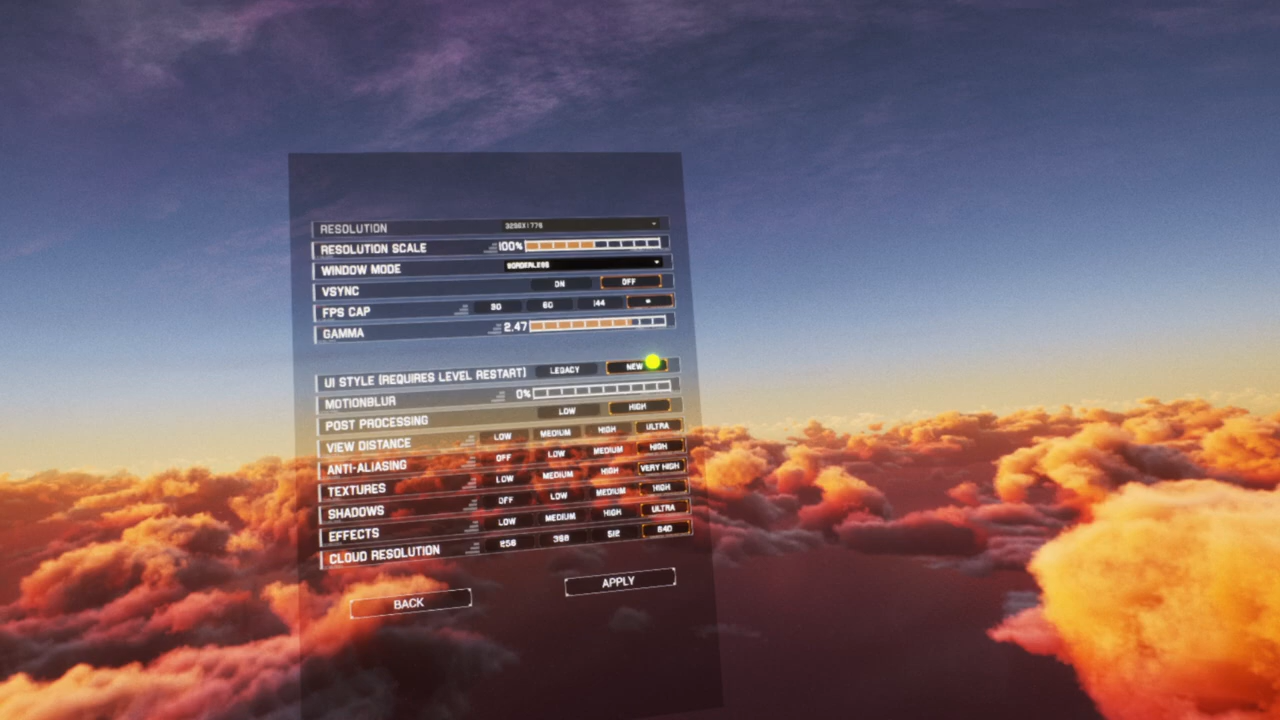 RESOLUTION 3286X1776
RESOLUTION SCALE 100%
WINDOW MODE BORDERLESS
VSYNC ON OFF
FPS CAP 30 60 144
GAMMA 2.47
UI STYLE (REQUIRES LEVEL RESTART) LEGACY NEW
MOTIONBLUR 0%
POST PROCESSING LOW HIGH
VIEW DISTANCE LOW MEDIUM HIGH ULTRA
ANTI-ALIASING OFF LOW MEDIUM HIGH
TEXTURES LOW MEDIUM HIGH VERY HIGH
SHADOWS OFF LOW MEDIUM HIGH
EFFECTS LOW MEDIUM HIGH ULTRA
CLOUD RESOLUTION 256 368 512 640
BACK APPLY